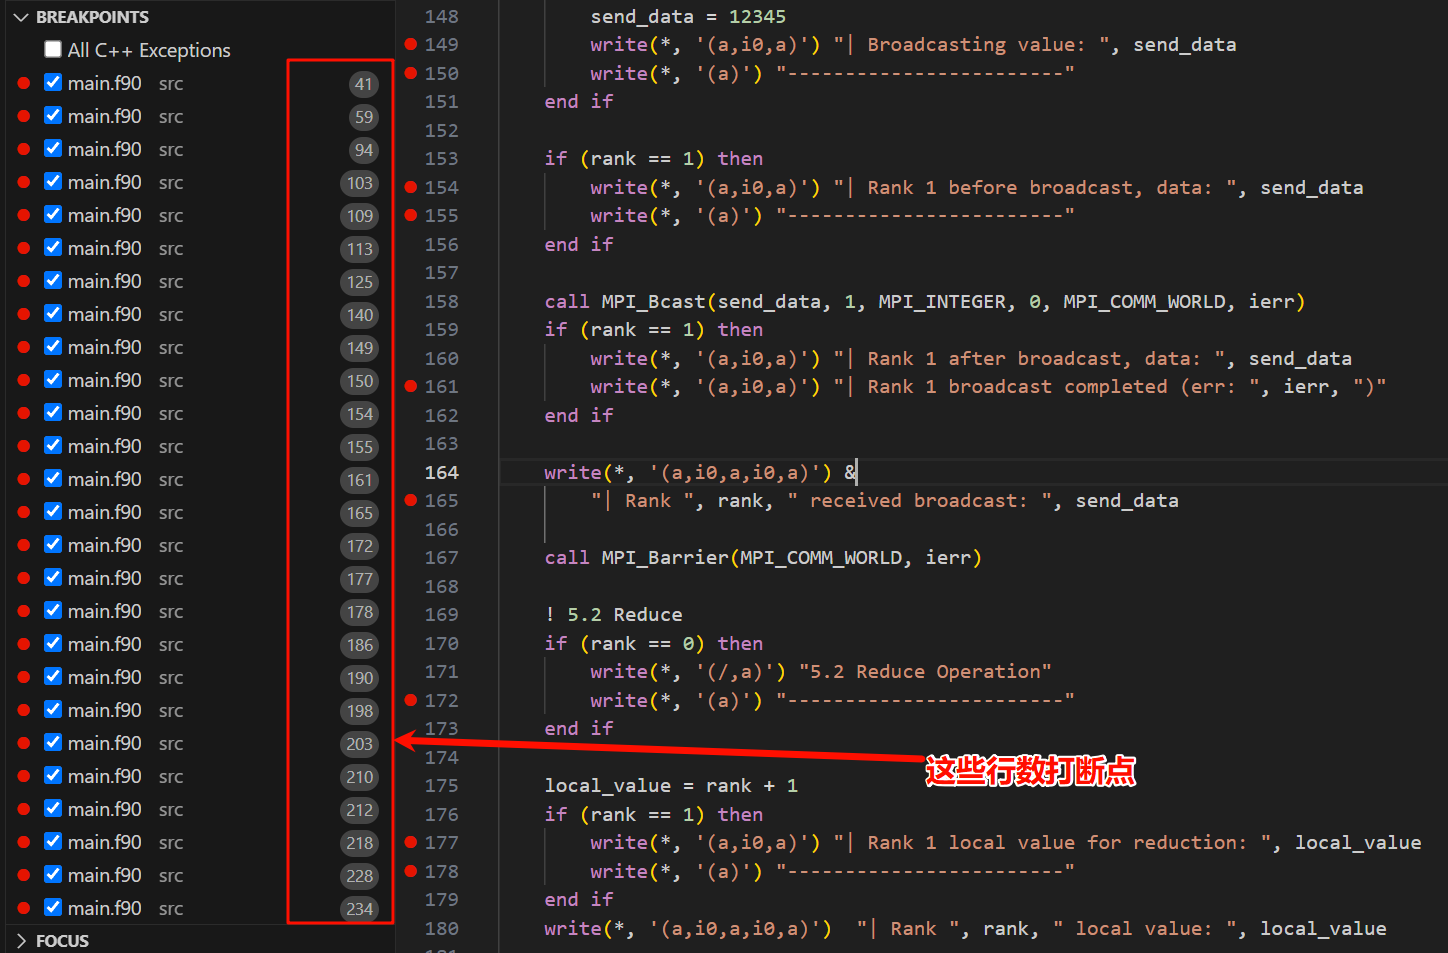 BREAKPOINTS
All C++ Exceptions
main.f90 src 41
main.f90 src 59
main.f90 src 94
main.f90 src 103
main.f90 src 109
main.f90 src 113
main.f90 src 125
main.f90 src 140
main.f90 src 149
main.f90 src 150
main.f90 src 154
main.f90 src 155
main.f90 src 161
main.f90 src 165
main.f90 src 172
main.f90 src 177
main.f90 src 178
main.f90 src 186
main.f90 src 190
main.f90 src 198
main.f90 src 203
main.f90 src 210
main.f90 src 212
main.f90 src 218
main.f90 src 228
main.f90 src 234
FOCUS
148 send_data = 12345
149 write(*, '(a,i0,a)') "| Broadcasting value: ", send_data
150 write(*, '(a)') "------------------------"
151 end if
152
153 if (rank == 1) then
154 write(*, '(a,i0,a)') "| Rank 1 before broadcast, data: ", send_data
155 write(*, '(a)') "------------------------"
156 end if
157
158 call MPI_Bcast(send_data, 1, MPI_INTEGER, 0, MPI_COMM_WORLD, ierr)
159 if (rank == 1) then
160 write(*, '(a,i0,a)') "| Rank 1 after broadcast, data: ", send_data
161 write(*, '(a,i0,a)') "| Rank 1 broadcast completed (err: ", ierr, ")"
162 end if
163
164 write(*, '(a,i0,a,i0,a)') &
165 "| Rank ", rank, " received broadcast: ", send_data
166
167 call MPI_Barrier(MPI_COMM_WORLD, ierr)
168
169 ! 5.2 Reduce
170 if (rank == 0) then
171 write(*, '(/,a)') "5.2 Reduce Operation"
172 write(*, '(a)') "------------------------"
173 end if
174
这些行数打断点
175 local_value = rank + 1
176 if (rank == 1) then
177 write(*, '(a,i0,a)') "| Rank 1 local value for reduction: ", local_value
178 write(*, '(a)') "------------------------"
179 end if
180 write(*, '(a,i0,a,i0,a)') "| Rank ", rank, " local value: ", local_value